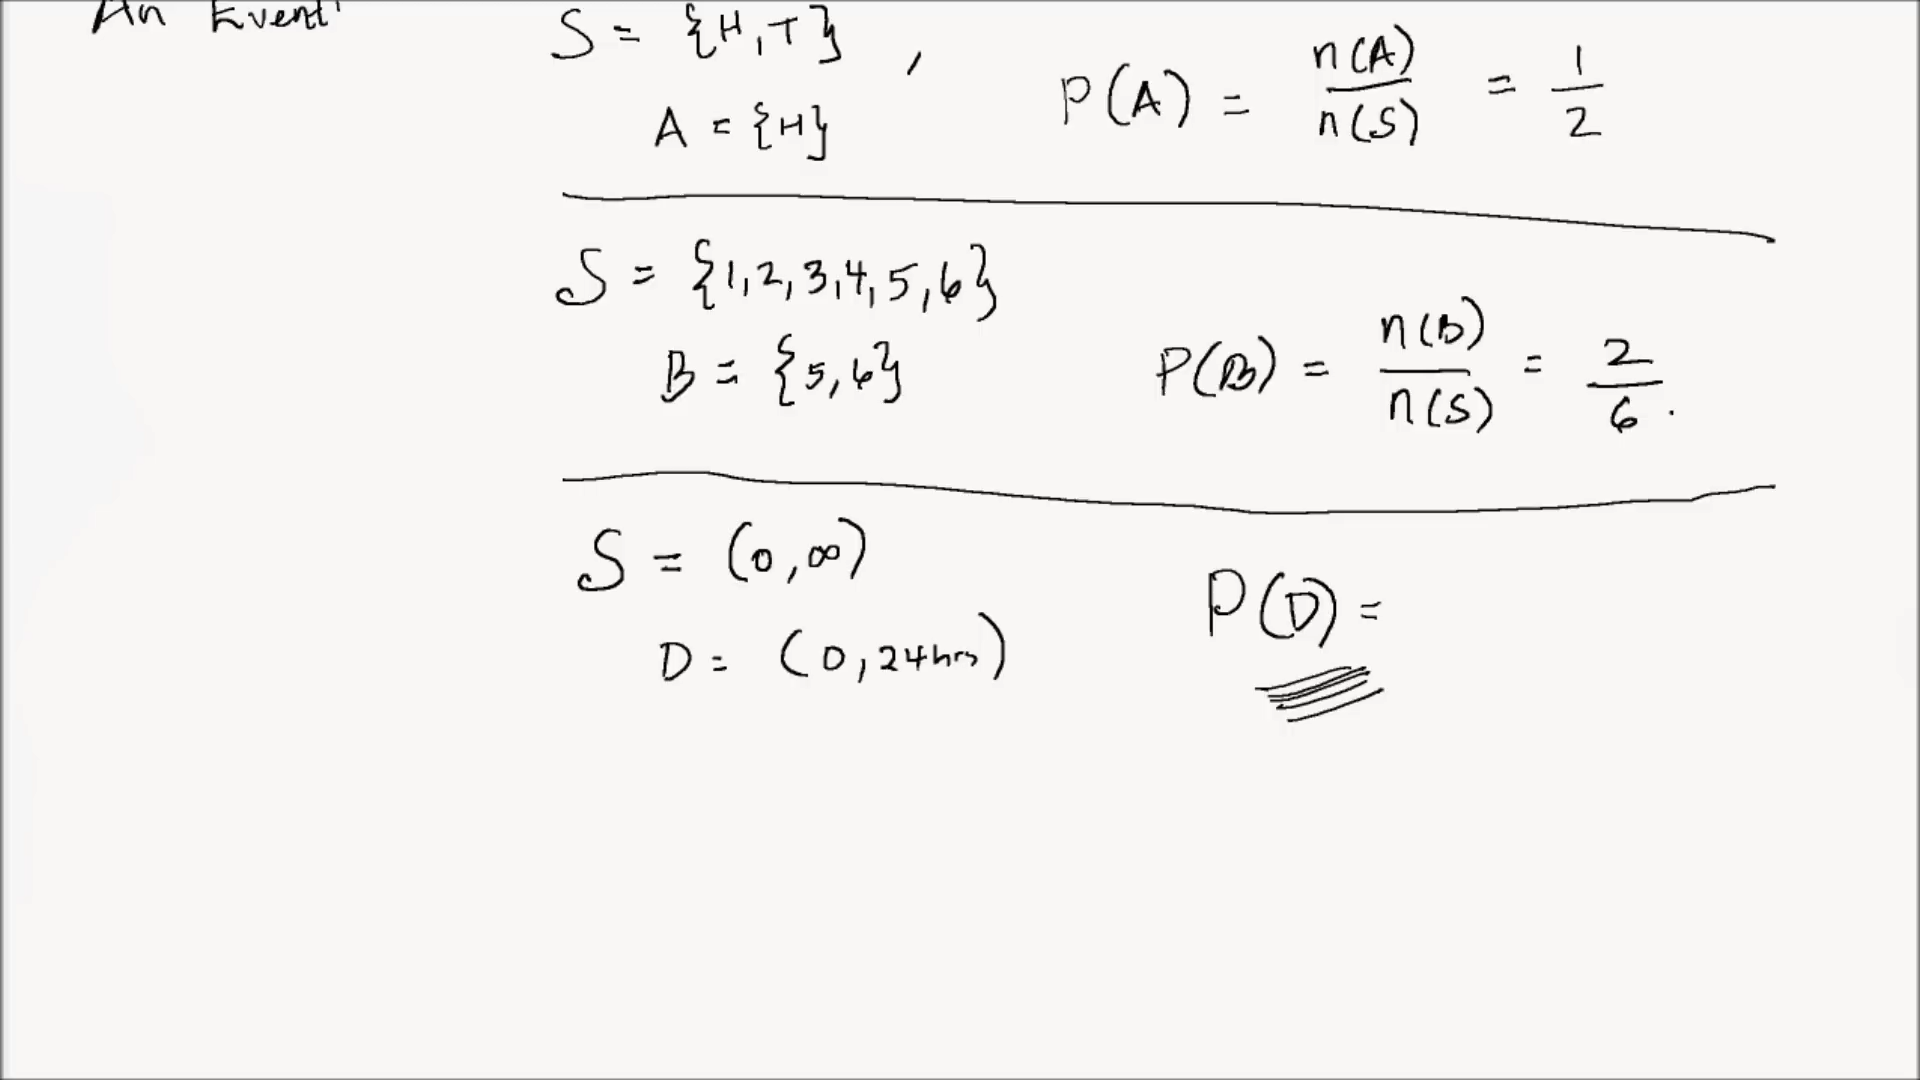 An Event
S = {H,T} , P(A) = n(A)/n(S) = 1/2
A = {H}
S = {1,2,3,4,5,6}
B = {5,6} P(B) = n(B)/n(S) = 2/6.
S = (0,∞) P(D) =
D = (0,24hrs)